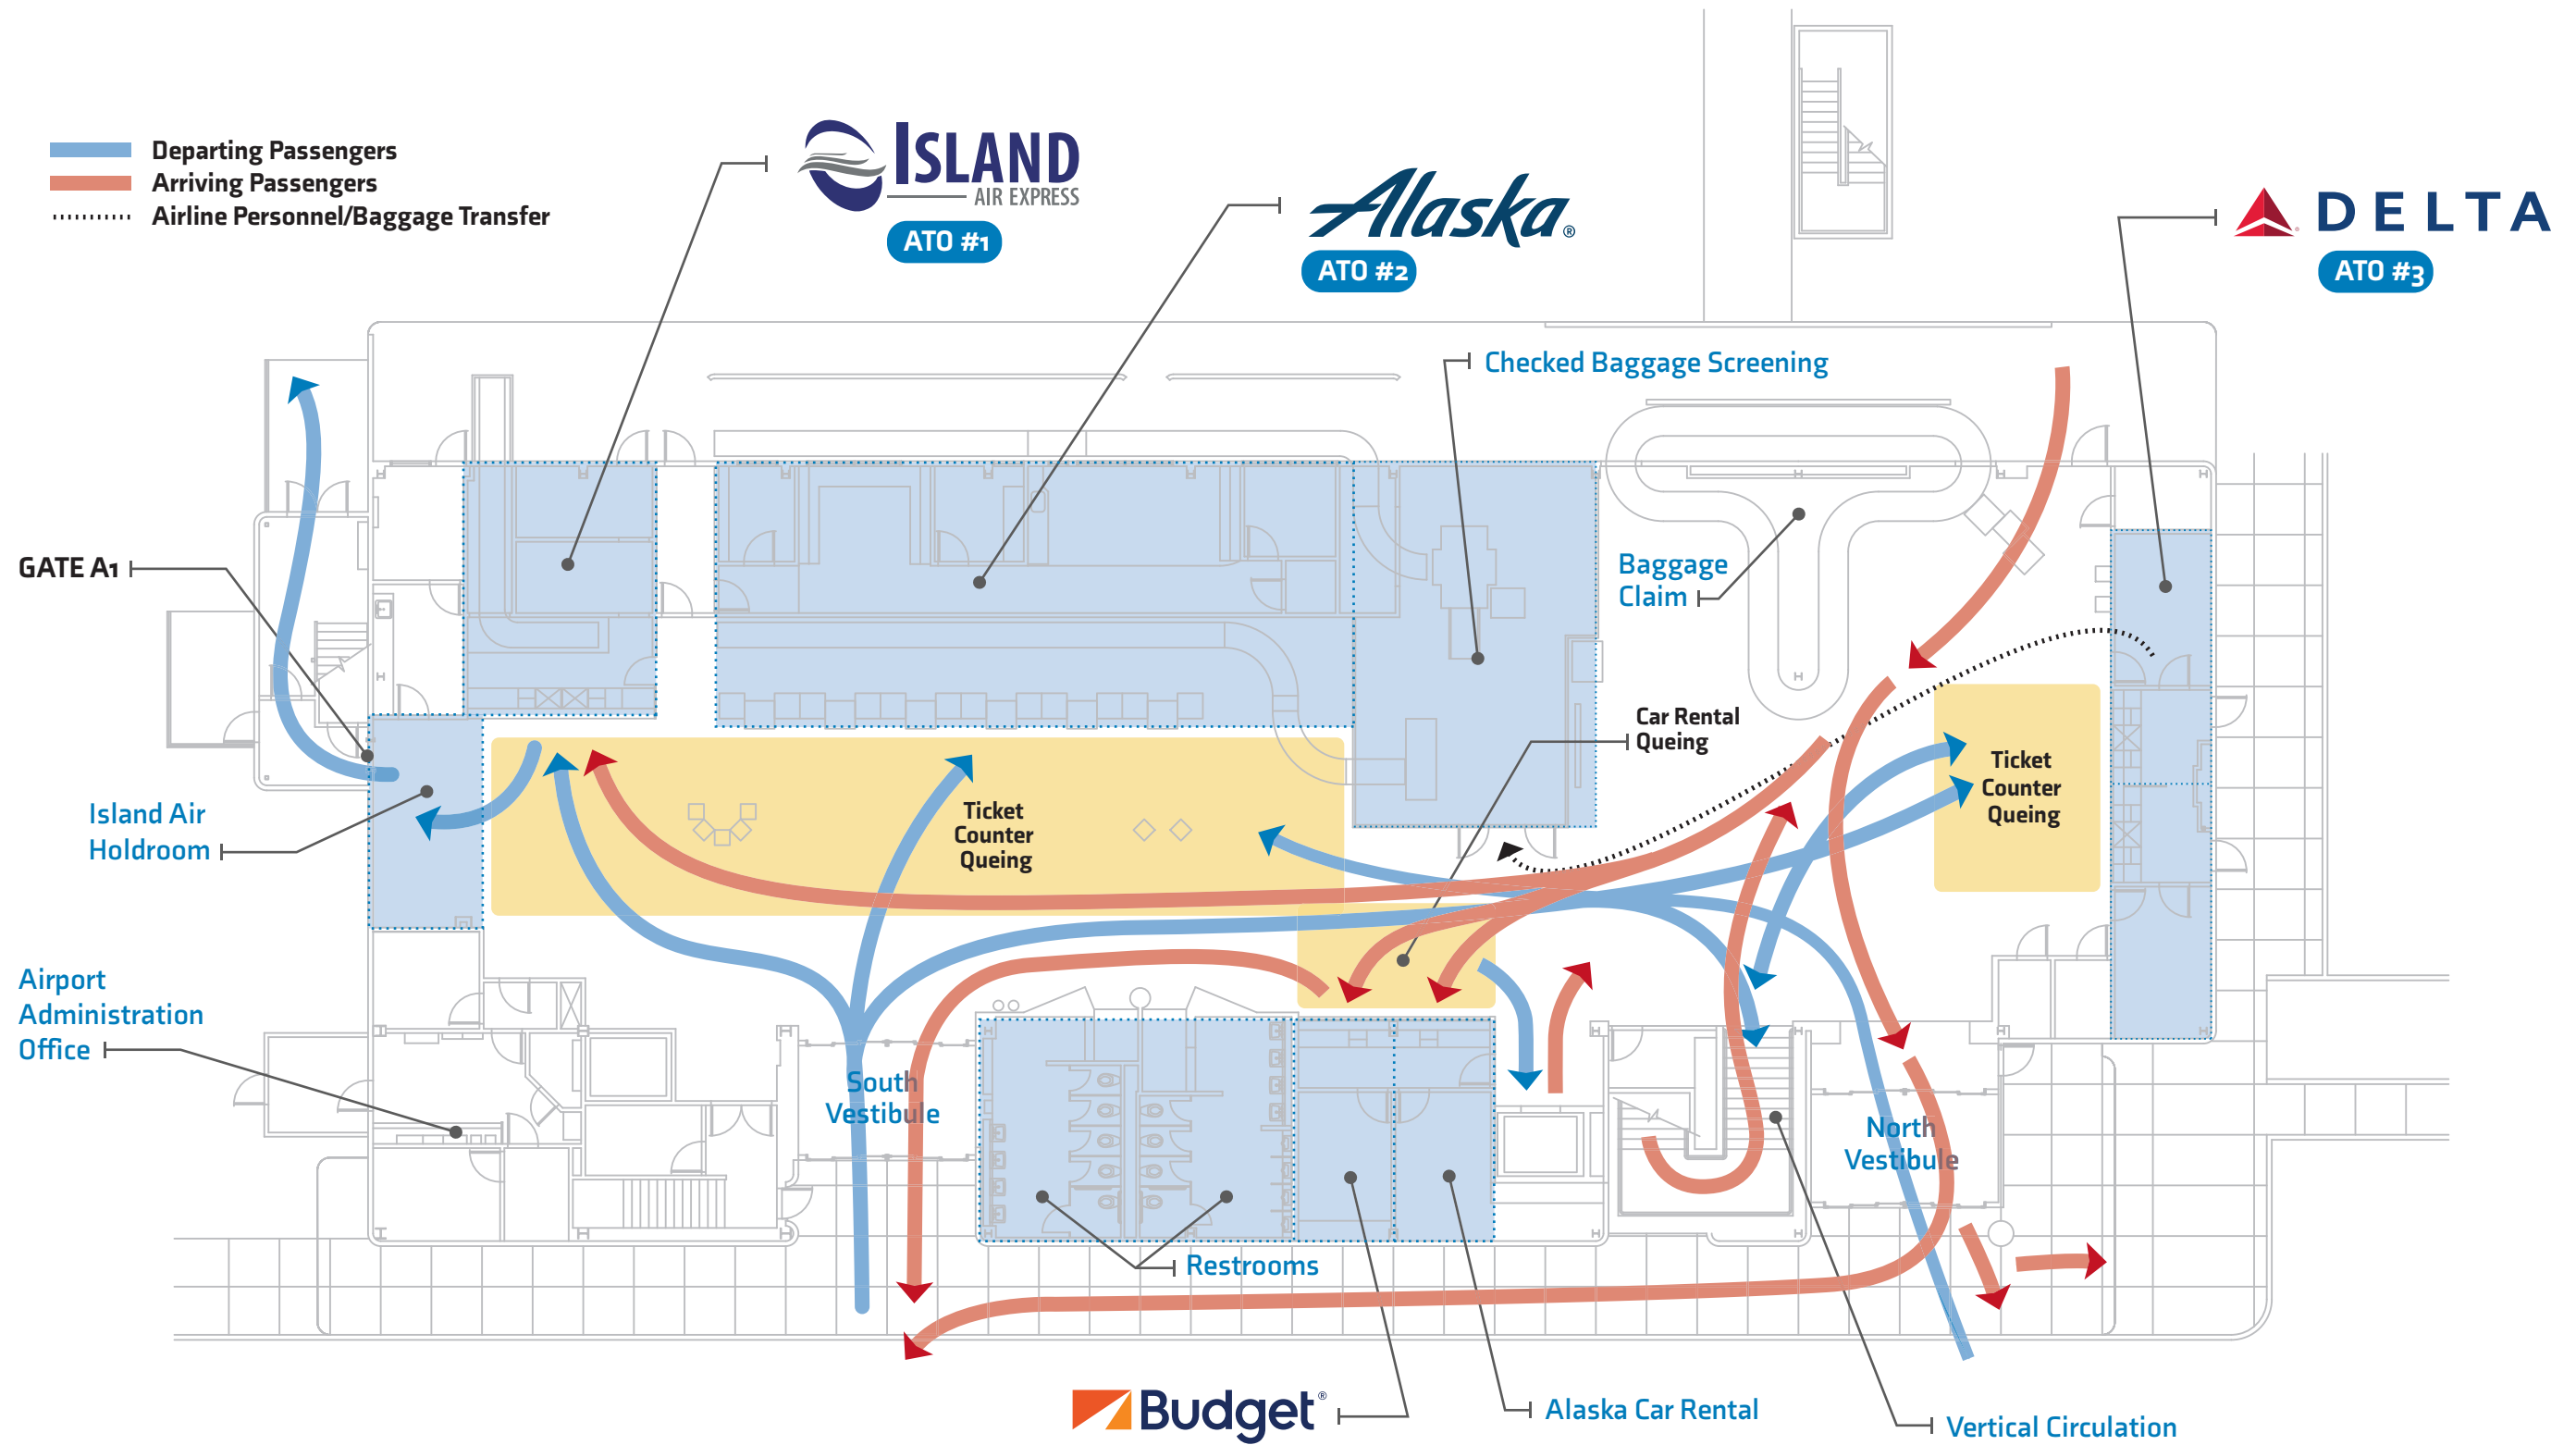 Departing Passengers
Arriving Passengers
Airline Personnel/Baggage Transfer
ISLAND
AIR EXPRESS
ATO #1
Alaska®
ATO #2
DELTA
ATO #3
Checked Baggage Screening
GATE A1
Baggage
Claim
Car Rental
Queing
Ticket
Counter
Queing
Island Air
Holdroom
Ticket
Counter
Queing
Airport
Administration
Office
South
Vestibule
North
Vestibule
Restrooms
Budget®
Alaska Car Rental
Vertical Circulation